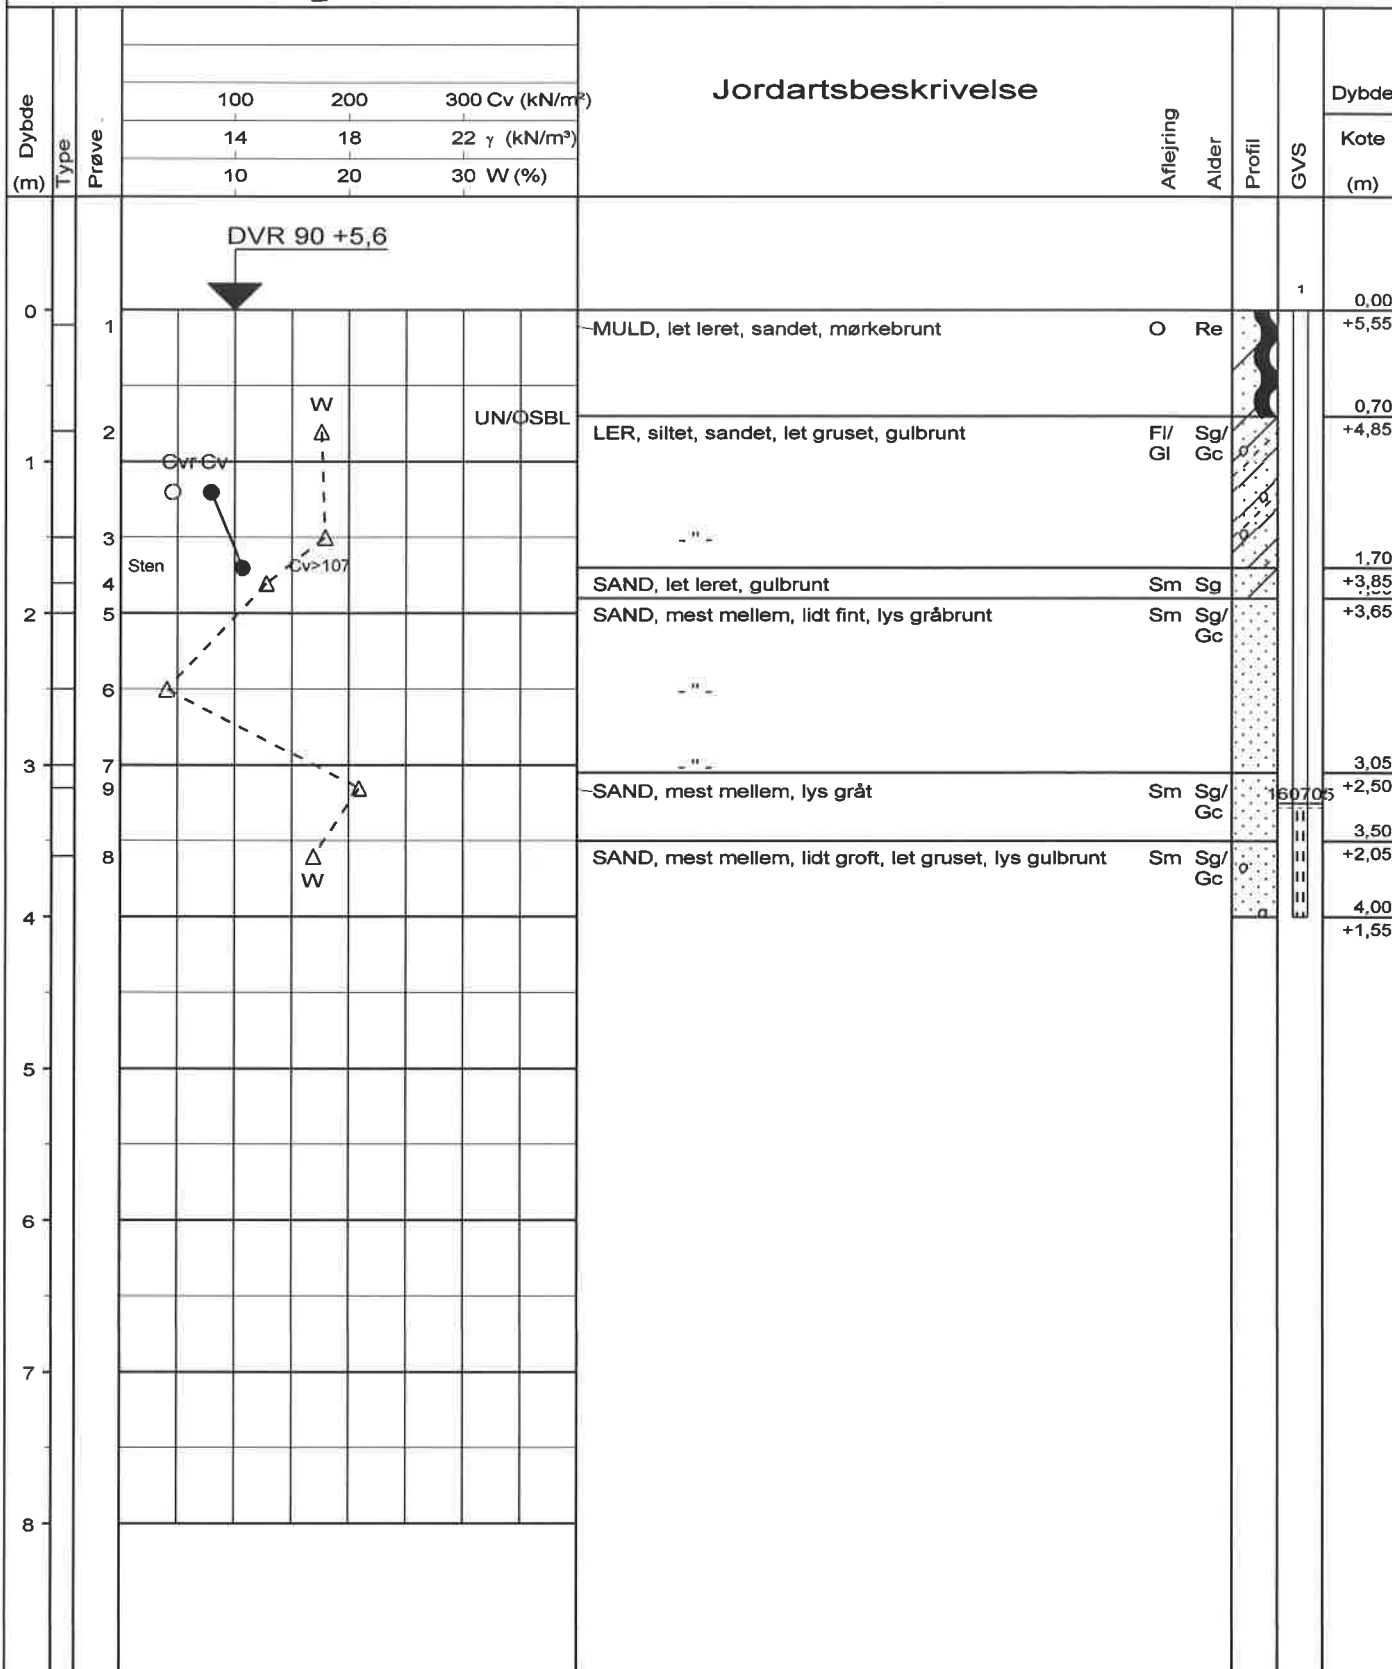 Jordartsbeskrivelse
Dybde
(m)
Type
Prøve
100 200 300 Cv (kN/m²)
14 18 22 γ (kN/m³)
10 20 30 W (%)
Aflejring
Alder
Profil
GVS
Dybde
Kote
(m)
DVR 90 +5,6
1
0 0,00
1 MULD, let leret, sandet, mørkebrunt O Re +5,55
W UN/OSBL 0,70
2 LER, siltet, sandet, let gruset, gulbrunt Fl/ Sg/ +4,85
Gl Gc
1 Cvr Cv
3 - " -
Sten Cv>107 1,70
4 SAND, let leret, gulbrunt Sm Sg +3,85
2 5 SAND, mest mellem, lidt fint, lys gråbrunt Sm Sg/ +3,65
Gc
6 - " -
3 7 - " - 3,05
9 SAND, mest mellem, lys gråt Sm Sg/ 160705 +2,50
Gc
3,50
8 SAND, mest mellem, lidt groft, let gruset, lys gulbrunt Sm Sg/ +2,05
W Gc
4 4,00
+1,55
5
6
7
8